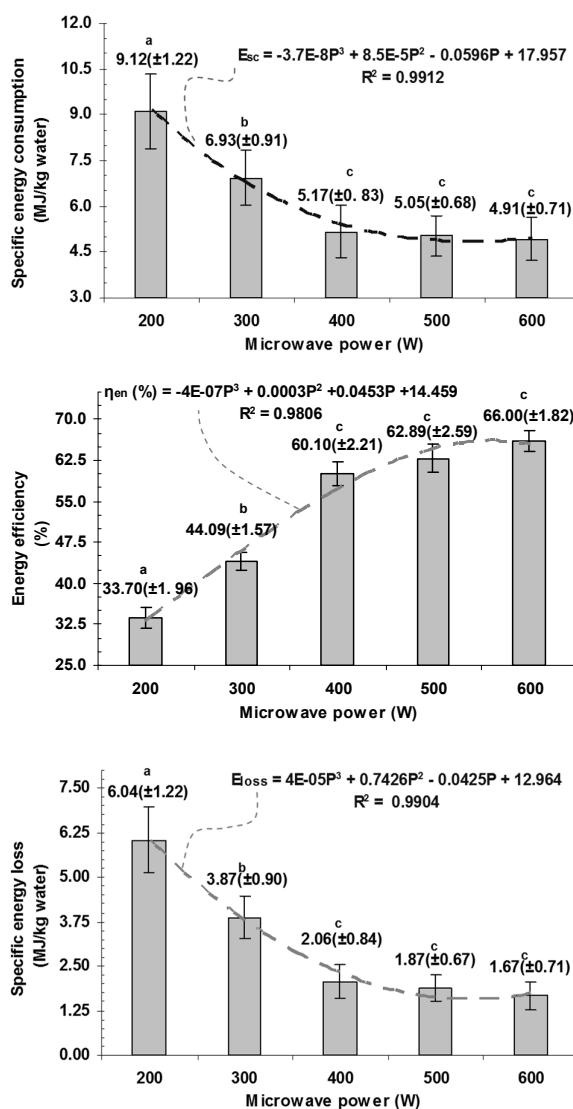 12.0
10.5
9.0
7.5
6.0
4.5
3.0
Specific energy consumption
(MJ/kg water)
a
9.12(±1.22)
Esc = -3.7E-8P³ + 8.5E-5P² - 0.0596P + 17.957
R² = 0.9912
b
6.93(±0.91)
c
5.17(±0. 83)
c
5.05(±0.68)
c
4.91(±0.71)
200 300 400 500 600
Microwave power (W)
ηen (%) = -4E-07P³ + 0.0003P² +0.0453P +14.459
R² = 0.9806
70.0
62.5
55.0
47.5
40.0
32.5
25.0
Energy efficiency
(%)
a
33.70(±1. 96)
b
44.09(±1.57)
c
60.10(±2.21)
c
62.89(±2.59)
c
66.00(±1.82)
200 300 400 500 600
Microwave power (W)
7.50
6.25
5.00
3.75
2.50
1.25
0.00
Specific energy loss
(MJ/kg water)
a
6.04(±1.22)
Eloss = 4E-05P³ + 0.7426P² - 0.0425P + 12.964
R² = 0.9904
b
3.87(±0.90)
c
2.06(±0.84)
c
1.87(±0.67)
c
1.67(±0.71)
200 300 400 500 600
Microwave power (W)